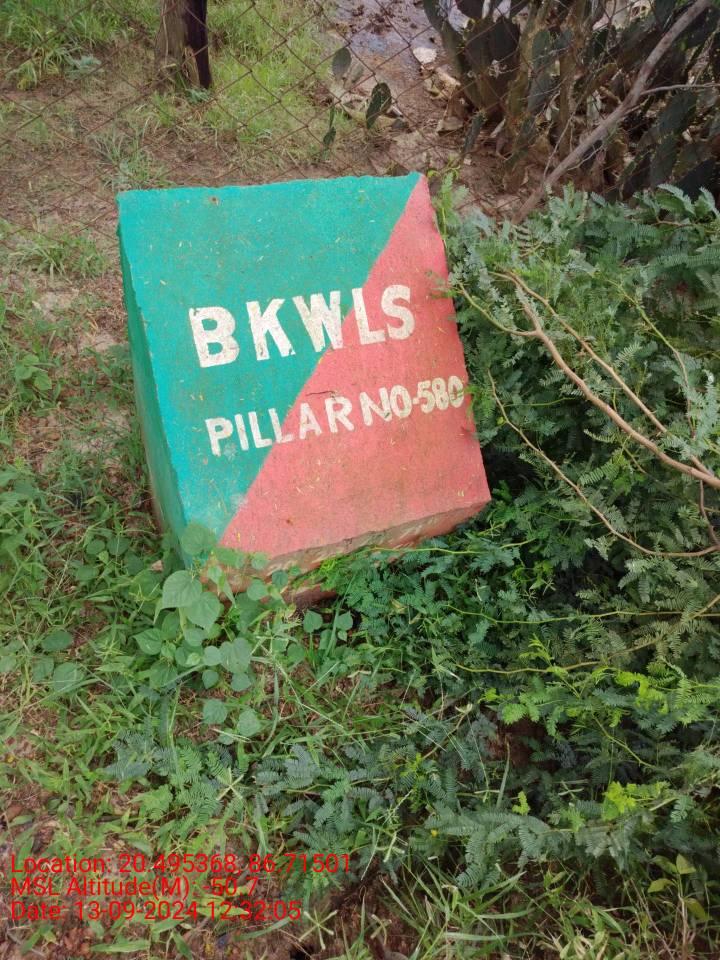 BKWLS
PILLAR NO-580
Location: 20.495368, 86.71501
MSL Altitude(M) -50.7
Date: 13-09-2024 12:32:05